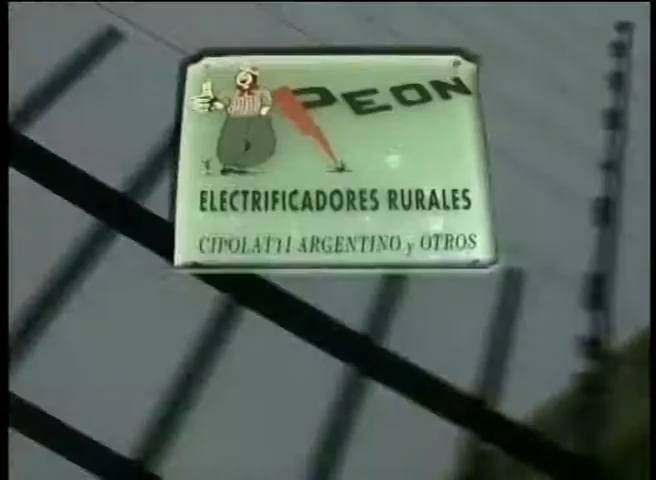 PEON
ELECTRIFICADORES RURALES
CIPOLATTI ARGENTINO y OTROS